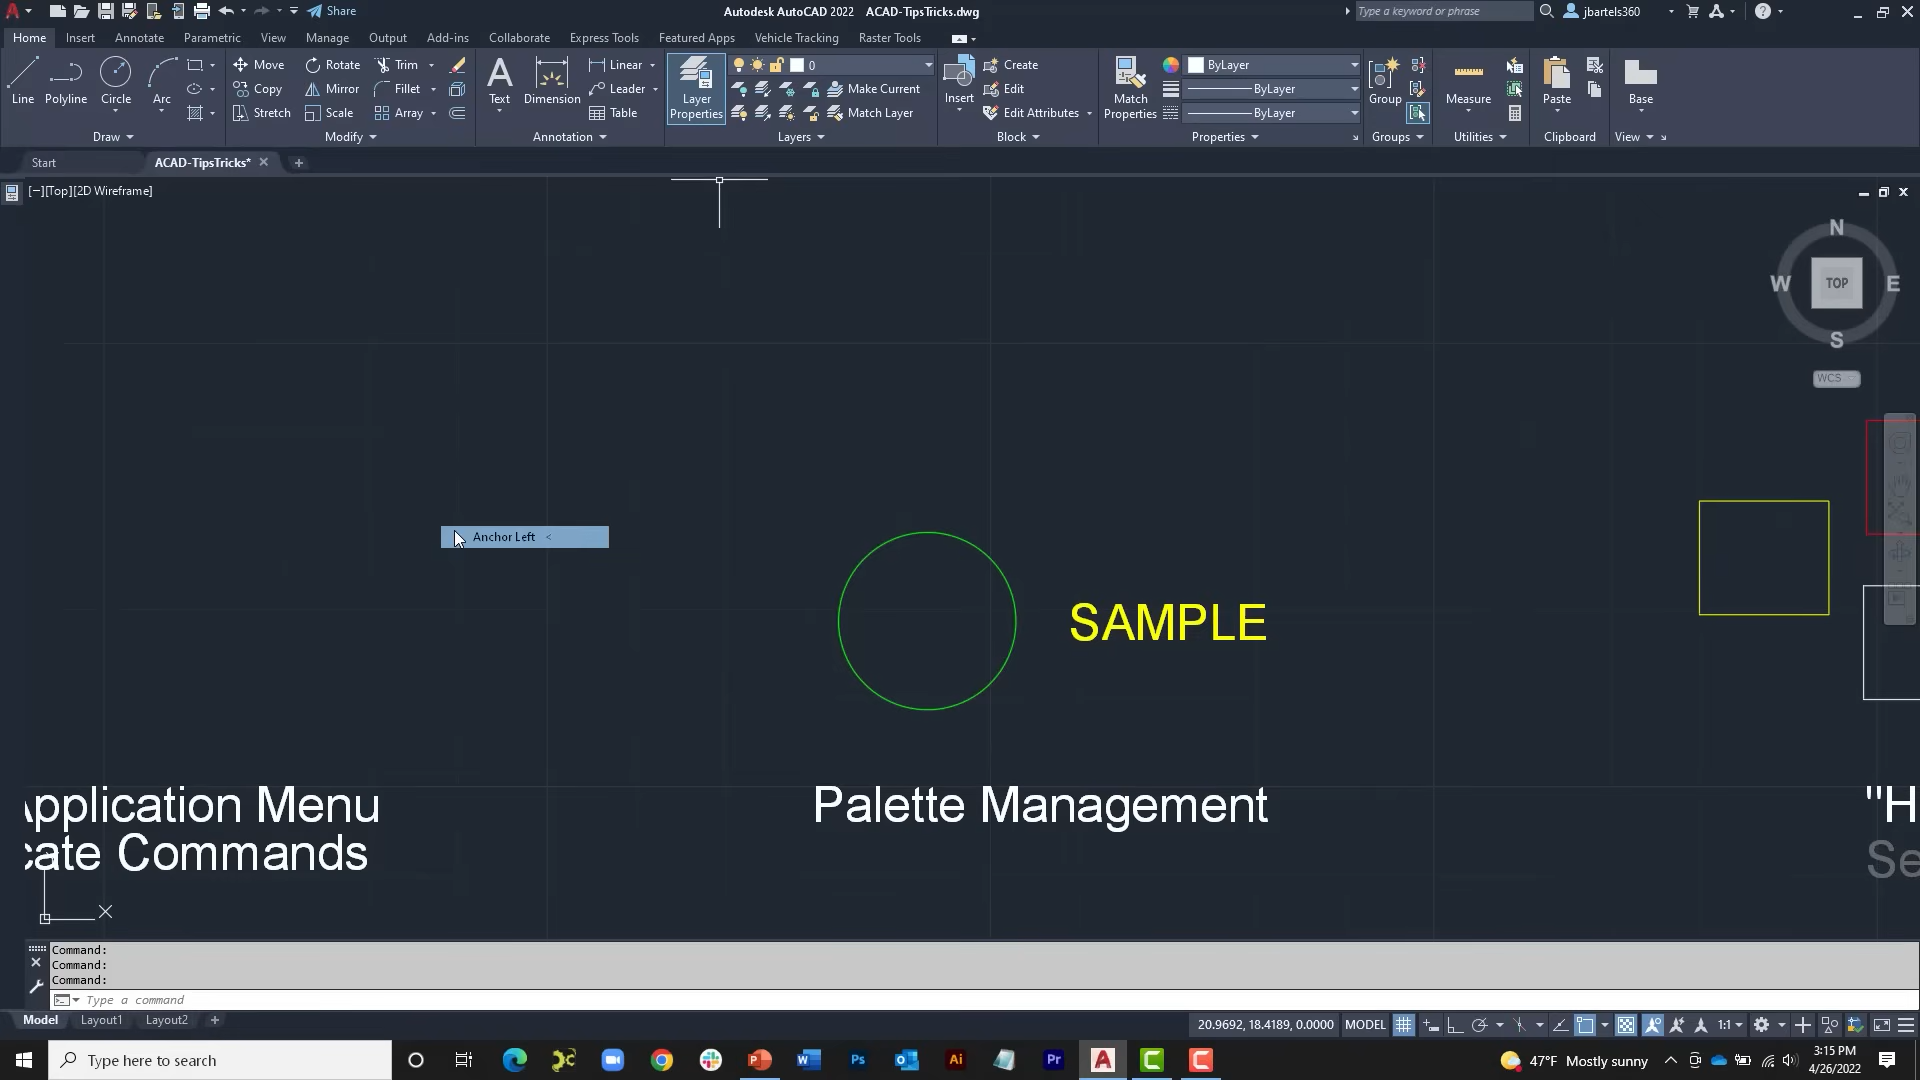 Share
Autodesk AutoCAD 2022 ACAD-TipsTricks.dwg
Type a keyword or phrase
jbartels360
Home Insert Annotate Parametric View Manage Output Add-ins Collaborate Express Tools Featured Apps Vehicle Tracking Raster Tools
Line Polyline Circle Arc
Move Rotate Trim
Copy Mirror Fillet
Stretch Scale Array
Text Dimension
Linear
Leader
Table
Layer
Properties
0
Make Current
Match Layer
Insert
Create
Edit
Edit Attributes
Match
Properties
ByLayer
ByLayer
ByLayer
Group
Measure
Paste
Base
Draw Modify Annotation Layers Block Properties Groups Utilities Clipboard View
Start ACAD-TipsTricks*
[−][Top][2D Wireframe]
N
W TOP E
S
WCS
Anchor Left <
SAMPLE
Application Menu
cate Commands
Palette Management
"H
Se
X
Command:
Command:
Command:
Type a command
Model Layout1 Layout2
20.9692, 18.4189, 0.0000 MODEL 1:1
Type here to search
47°F Mostly sunny
3:15 PM
4/26/2022